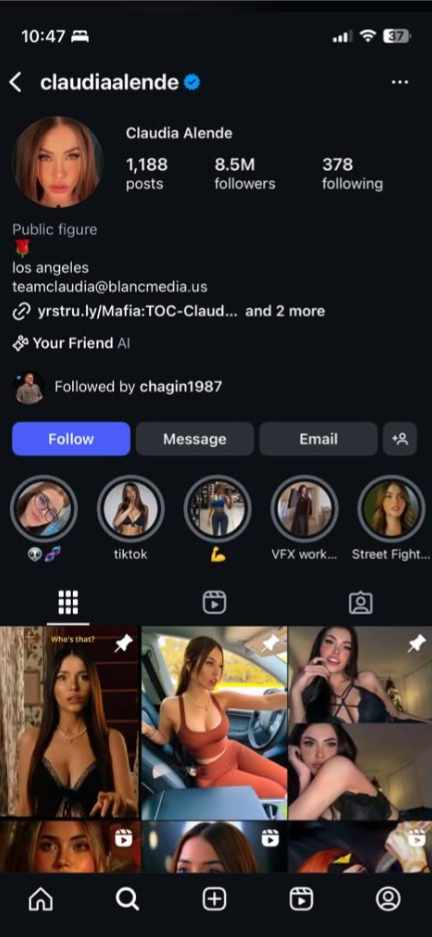 10:47
37
claudiaalende
Claudia Alende
1,188 8.5M 378
posts followers following
Public figure
🌹
los angeles
teamclaudia@blancmedia.us
yrstru.ly/Mafia:TOC-Claud... and 2 more
Your Friend AI
Followed by chagin1987
Follow Message Email
👽🧬 tiktok 💪 VFX work... Street Fight...
Who's that?